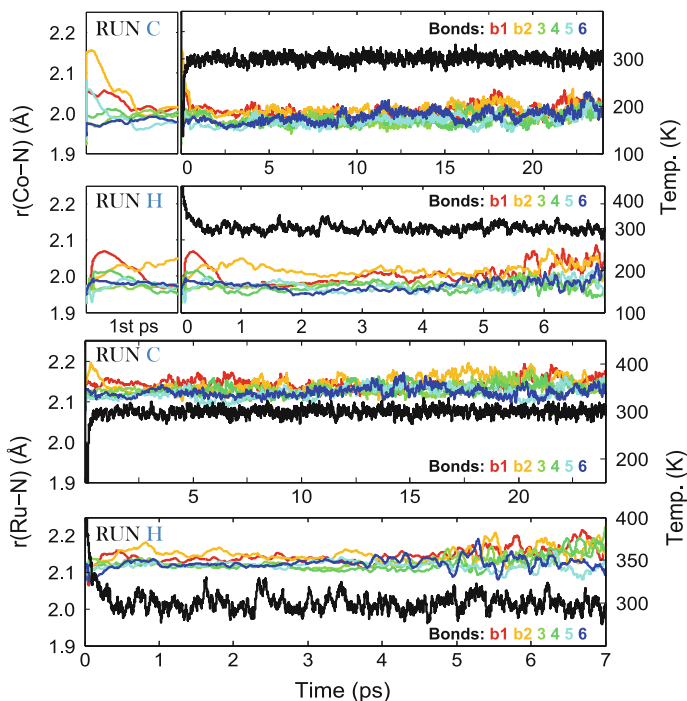 RUN C
Bonds: b1 b2 3 4 5 6
2.2
2.1
2.0
1.9
300
200
100
0 5 10 15 20
r(Co–N) (Å)
Temp. (K)
RUN H
Bonds: b1 b2 3 4 5 6
2.2
2.1
2.0
1.9
400
300
200
100
1st ps
0 1 2 3 4 5 6
RUN C
2.2
2.1
2.0
1.9
400
300
200
Bonds: b1 b2 3 4 5 6
5 10 15 20
r(Ru–N) (Å)
Temp. (K)
RUN H
2.2
2.1
2.0
1.9
400
350
300
Bonds: b1 b2 3 4 5 6
0 1 2 3 4 5 6 7
Time (ps)